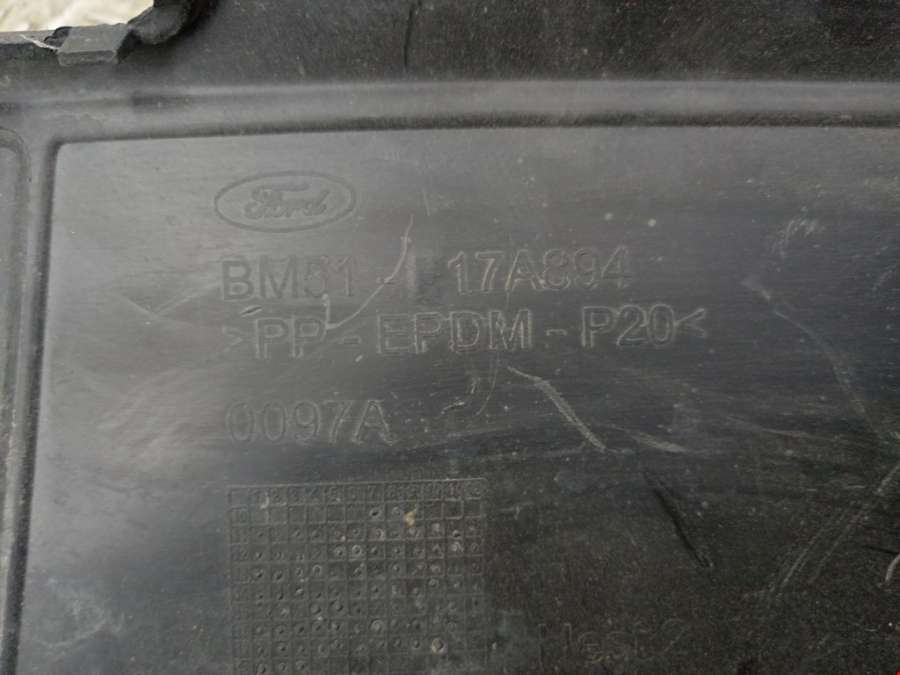 Ford
BM51 - 17A894
>PP - EPDM - P20<
0097A